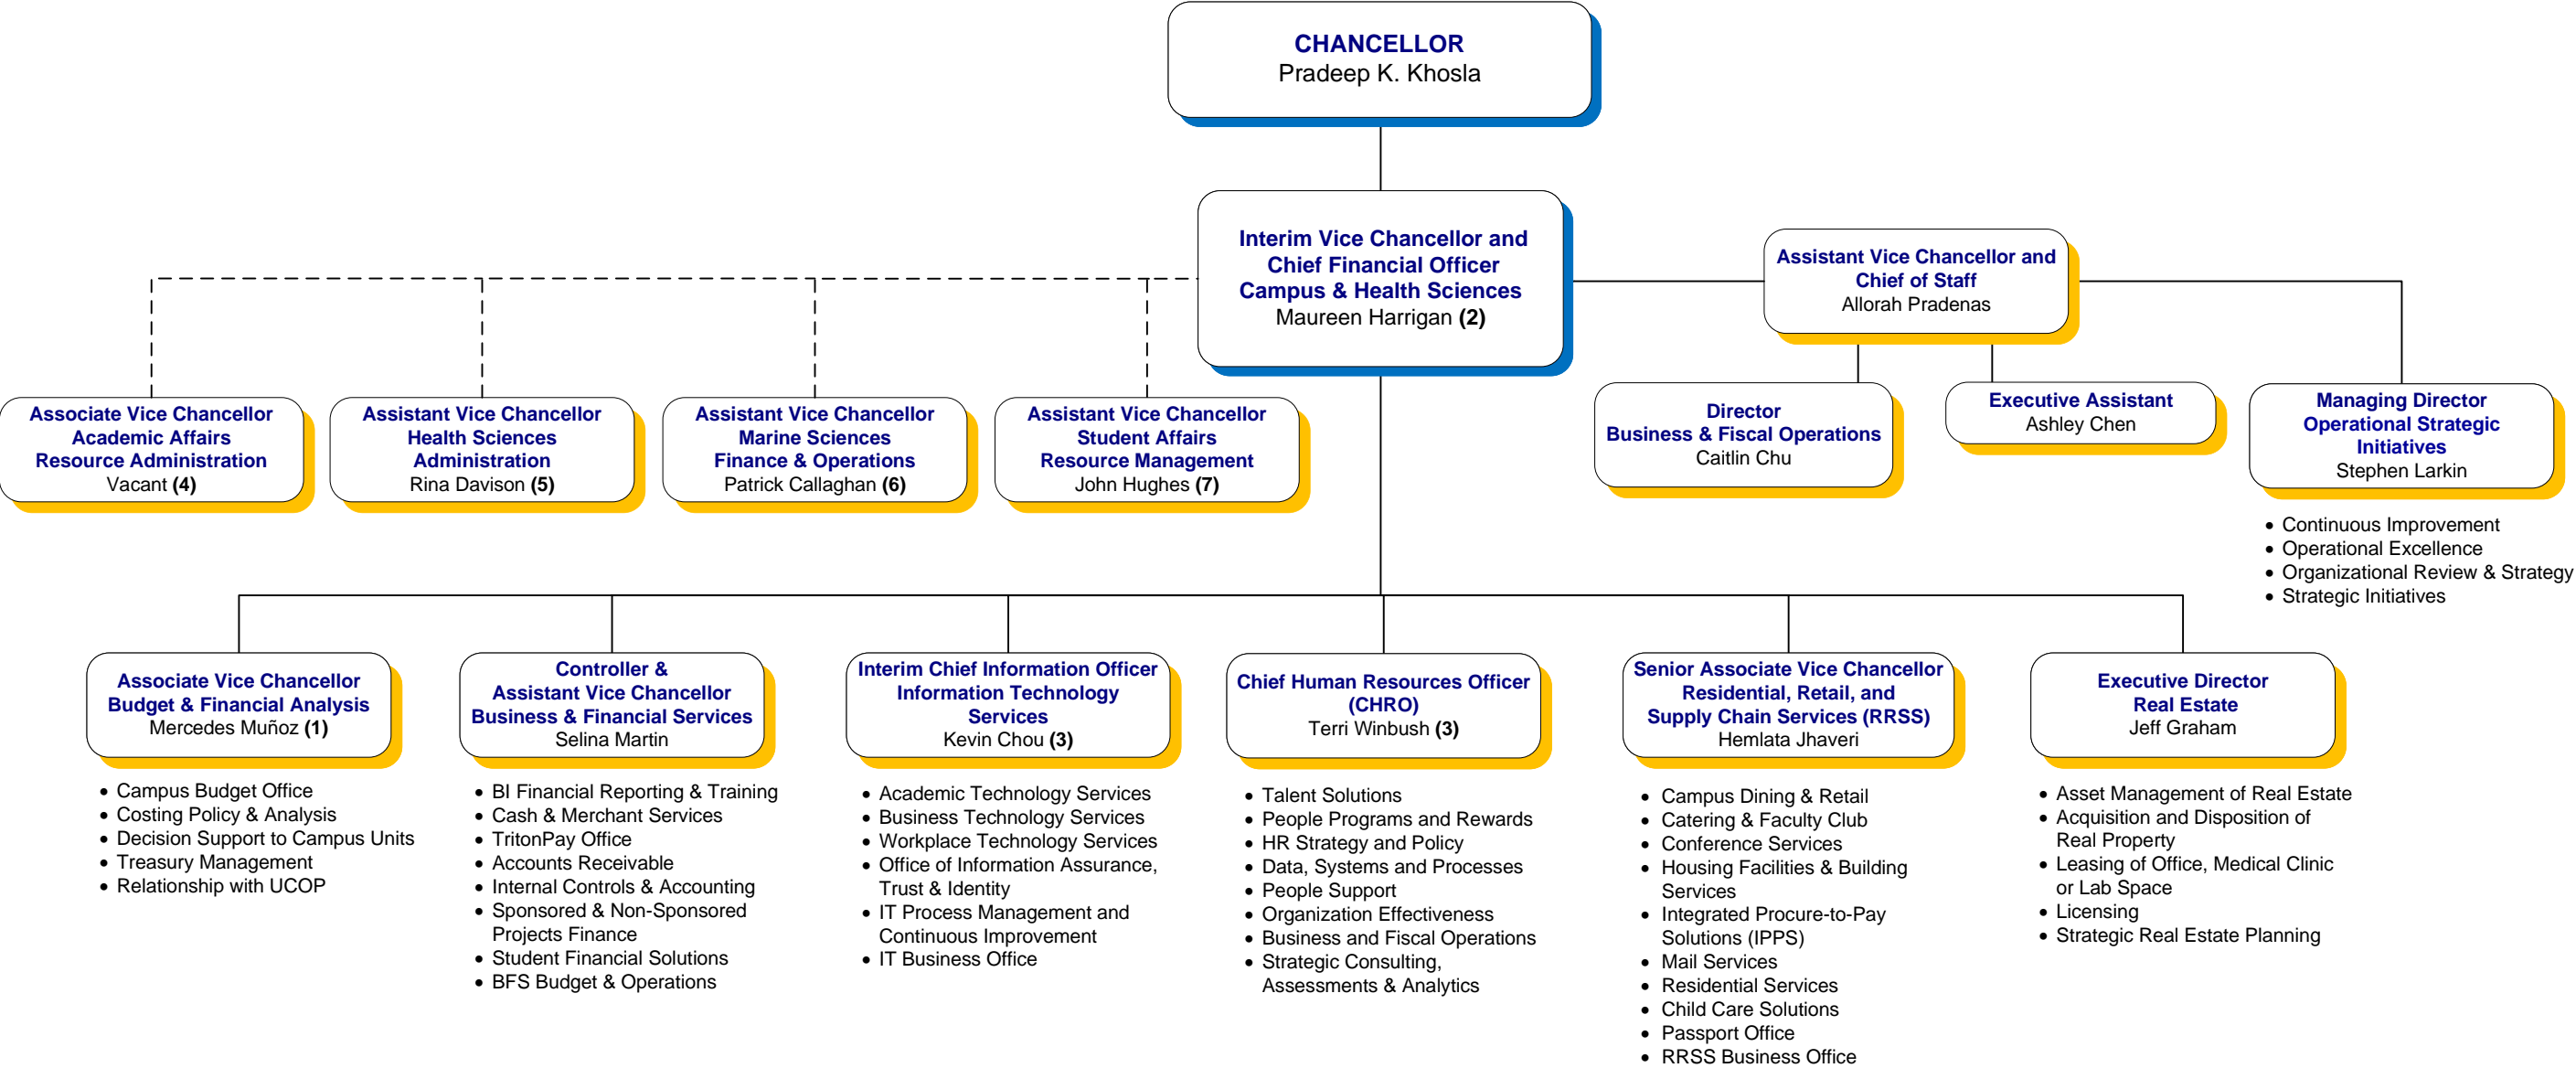 CHANCELLOR
Pradeep K. Khosla
Interim Vice Chancellor and
Chief Financial Officer
Campus & Health Sciences
Maureen Harrigan (2)
Assistant Vice Chancellor and
Chief of Staff
Allorah Pradenas
Associate Vice Chancellor
Academic Affairs
Resource Administration
Vacant (4)
Assistant Vice Chancellor
Health Sciences
Administration
Rina Davison (5)
Assistant Vice Chancellor
Marine Sciences
Finance & Operations
Patrick Callaghan (6)
Assistant Vice Chancellor
Student Affairs
Resource Management
John Hughes (7)
Director
Business & Fiscal Operations
Caitlin Chu
Executive Assistant
Ashley Chen
Managing Director
Operational Strategic
Initiatives
Stephen Larkin
• Continuous Improvement
• Operational Excellence
• Organizational Review & Strategy
• Strategic Initiatives
Associate Vice Chancellor
Budget & Financial Analysis
Mercedes Muñoz (1)
• Campus Budget Office
• Costing Policy & Analysis
• Decision Support to Campus Units
• Treasury Management
• Relationship with UCOP
Controller &
Assistant Vice Chancellor
Business & Financial Services
Selina Martin
• BI Financial Reporting & Training
• Cash & Merchant Services
• TritonPay Office
• Accounts Receivable
• Internal Controls & Accounting
• Sponsored & Non-Sponsored
Projects Finance
• Student Financial Solutions
• BFS Budget & Operations
Interim Chief Information Officer
Information Technology
Services
Kevin Chou (3)
• Academic Technology Services
• Business Technology Services
• Workplace Technology Services
• Office of Information Assurance,
Trust & Identity
• IT Process Management and
Continuous Improvement
• IT Business Office
Chief Human Resources Officer
(CHRO)
Terri Winbush (3)
• Talent Solutions
• People Programs and Rewards
• HR Strategy and Policy
• Data, Systems and Processes
• People Support
• Organization Effectiveness
• Business and Fiscal Operations
• Strategic Consulting,
Assessments & Analytics
Senior Associate Vice Chancellor
Residential, Retail, and
Supply Chain Services (RRSS)
Hemlata Jhaveri
• Campus Dining & Retail
• Catering & Faculty Club
• Conference Services
• Housing Facilities & Building
Services
• Integrated Procure-to-Pay
Solutions (IPPS)
• Mail Services
• Residential Services
• Child Care Solutions
• Passport Office
• RRSS Business Office
Executive Director
Real Estate
Jeff Graham
• Asset Management of Real Estate
• Acquisition and Disposition of
Real Property
• Leasing of Office, Medical Clinic
or Lab Space
• Licensing
• Strategic Real Estate Planning